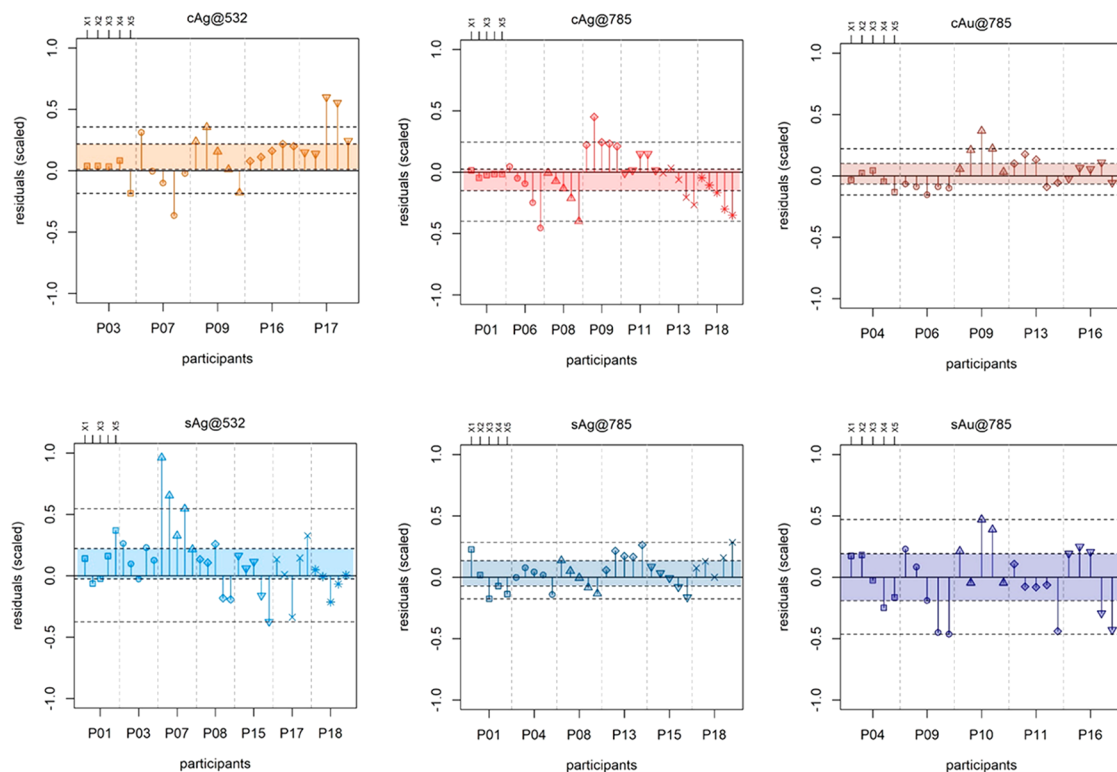 X1 X2 X3 X4 X5
cAg@532
residuals (scaled)
1.0
0.5
0.0
-0.5
-1.0
P03 P07 P09 P16 P17
participants
X1 X3 X5
cAg@785
residuals (scaled)
1.0
0.5
0.0
-0.5
-1.0
P01 P06 P08 P09 P11 P13 P18
participants
X1 X2 X3 X4 X5
cAu@785
residuals (scaled)
1.0
0.5
0.0
-0.5
-1.0
P04 P06 P09 P13 P16
participants
X1 X3 X5
sAg@532
residuals (scaled)
1.0
0.5
0.0
-0.5
-1.0
P01 P03 P07 P08 P15 P17 P18
participants
X1 X2 X3 X4 X5
sAg@785
residuals (scaled)
1.0
0.5
0.0
-0.5
-1.0
P01 P04 P08 P13 P15 P18
participants
X1 X2 X3 X4 X5
sAu@785
residuals (scaled)
1.0
0.5
0.0
-0.5
-1.0
P04 P09 P10 P11 P16
participants